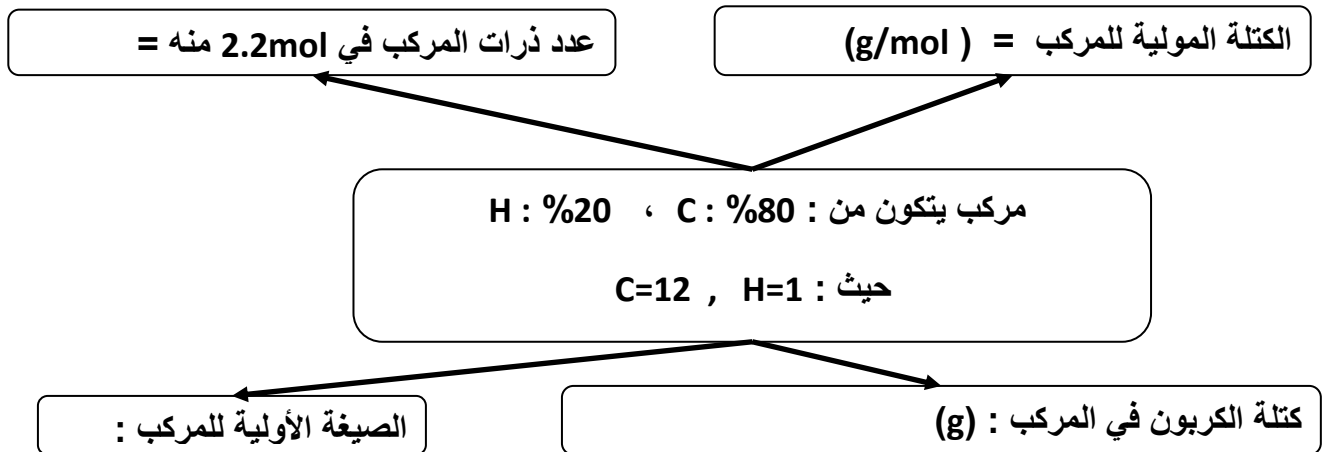 الكتلة المولية للمركب = ( g/mol)
عدد ذرات المركب في 2.2mol منه =
مركب يتكون من : C : %80 ، H : %20
حيث : C=12 , H=1
كتلة الكربون في المركب : (g)
الصيغة الأولية للمركب :